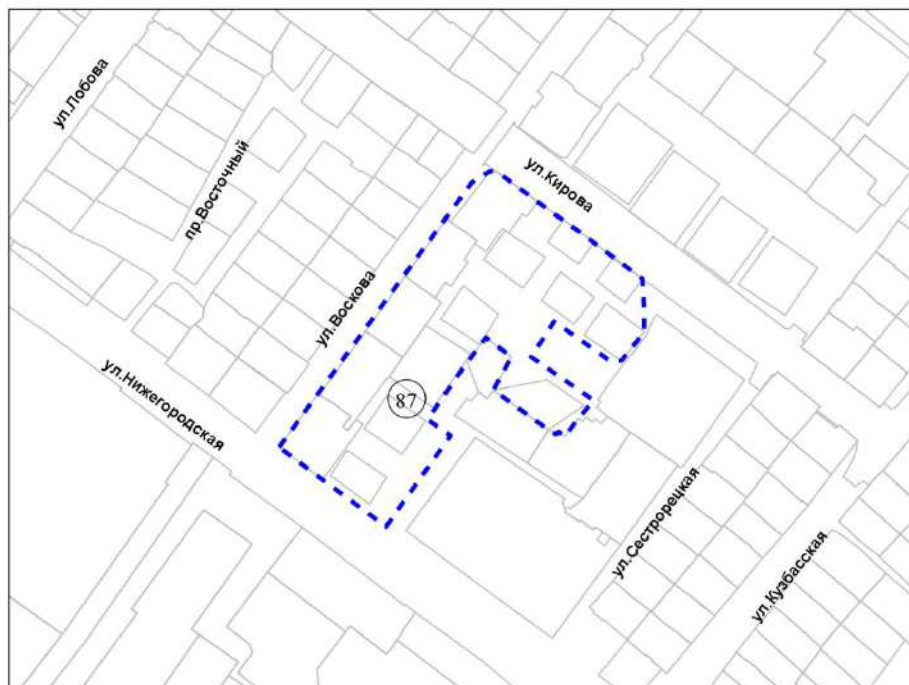 ул.Лобова
пр.Восточный
ул.Кирова
ул.Воскова
ул.Нижегородская
87
ул.Сестрорецкая
ул.Кузбасская